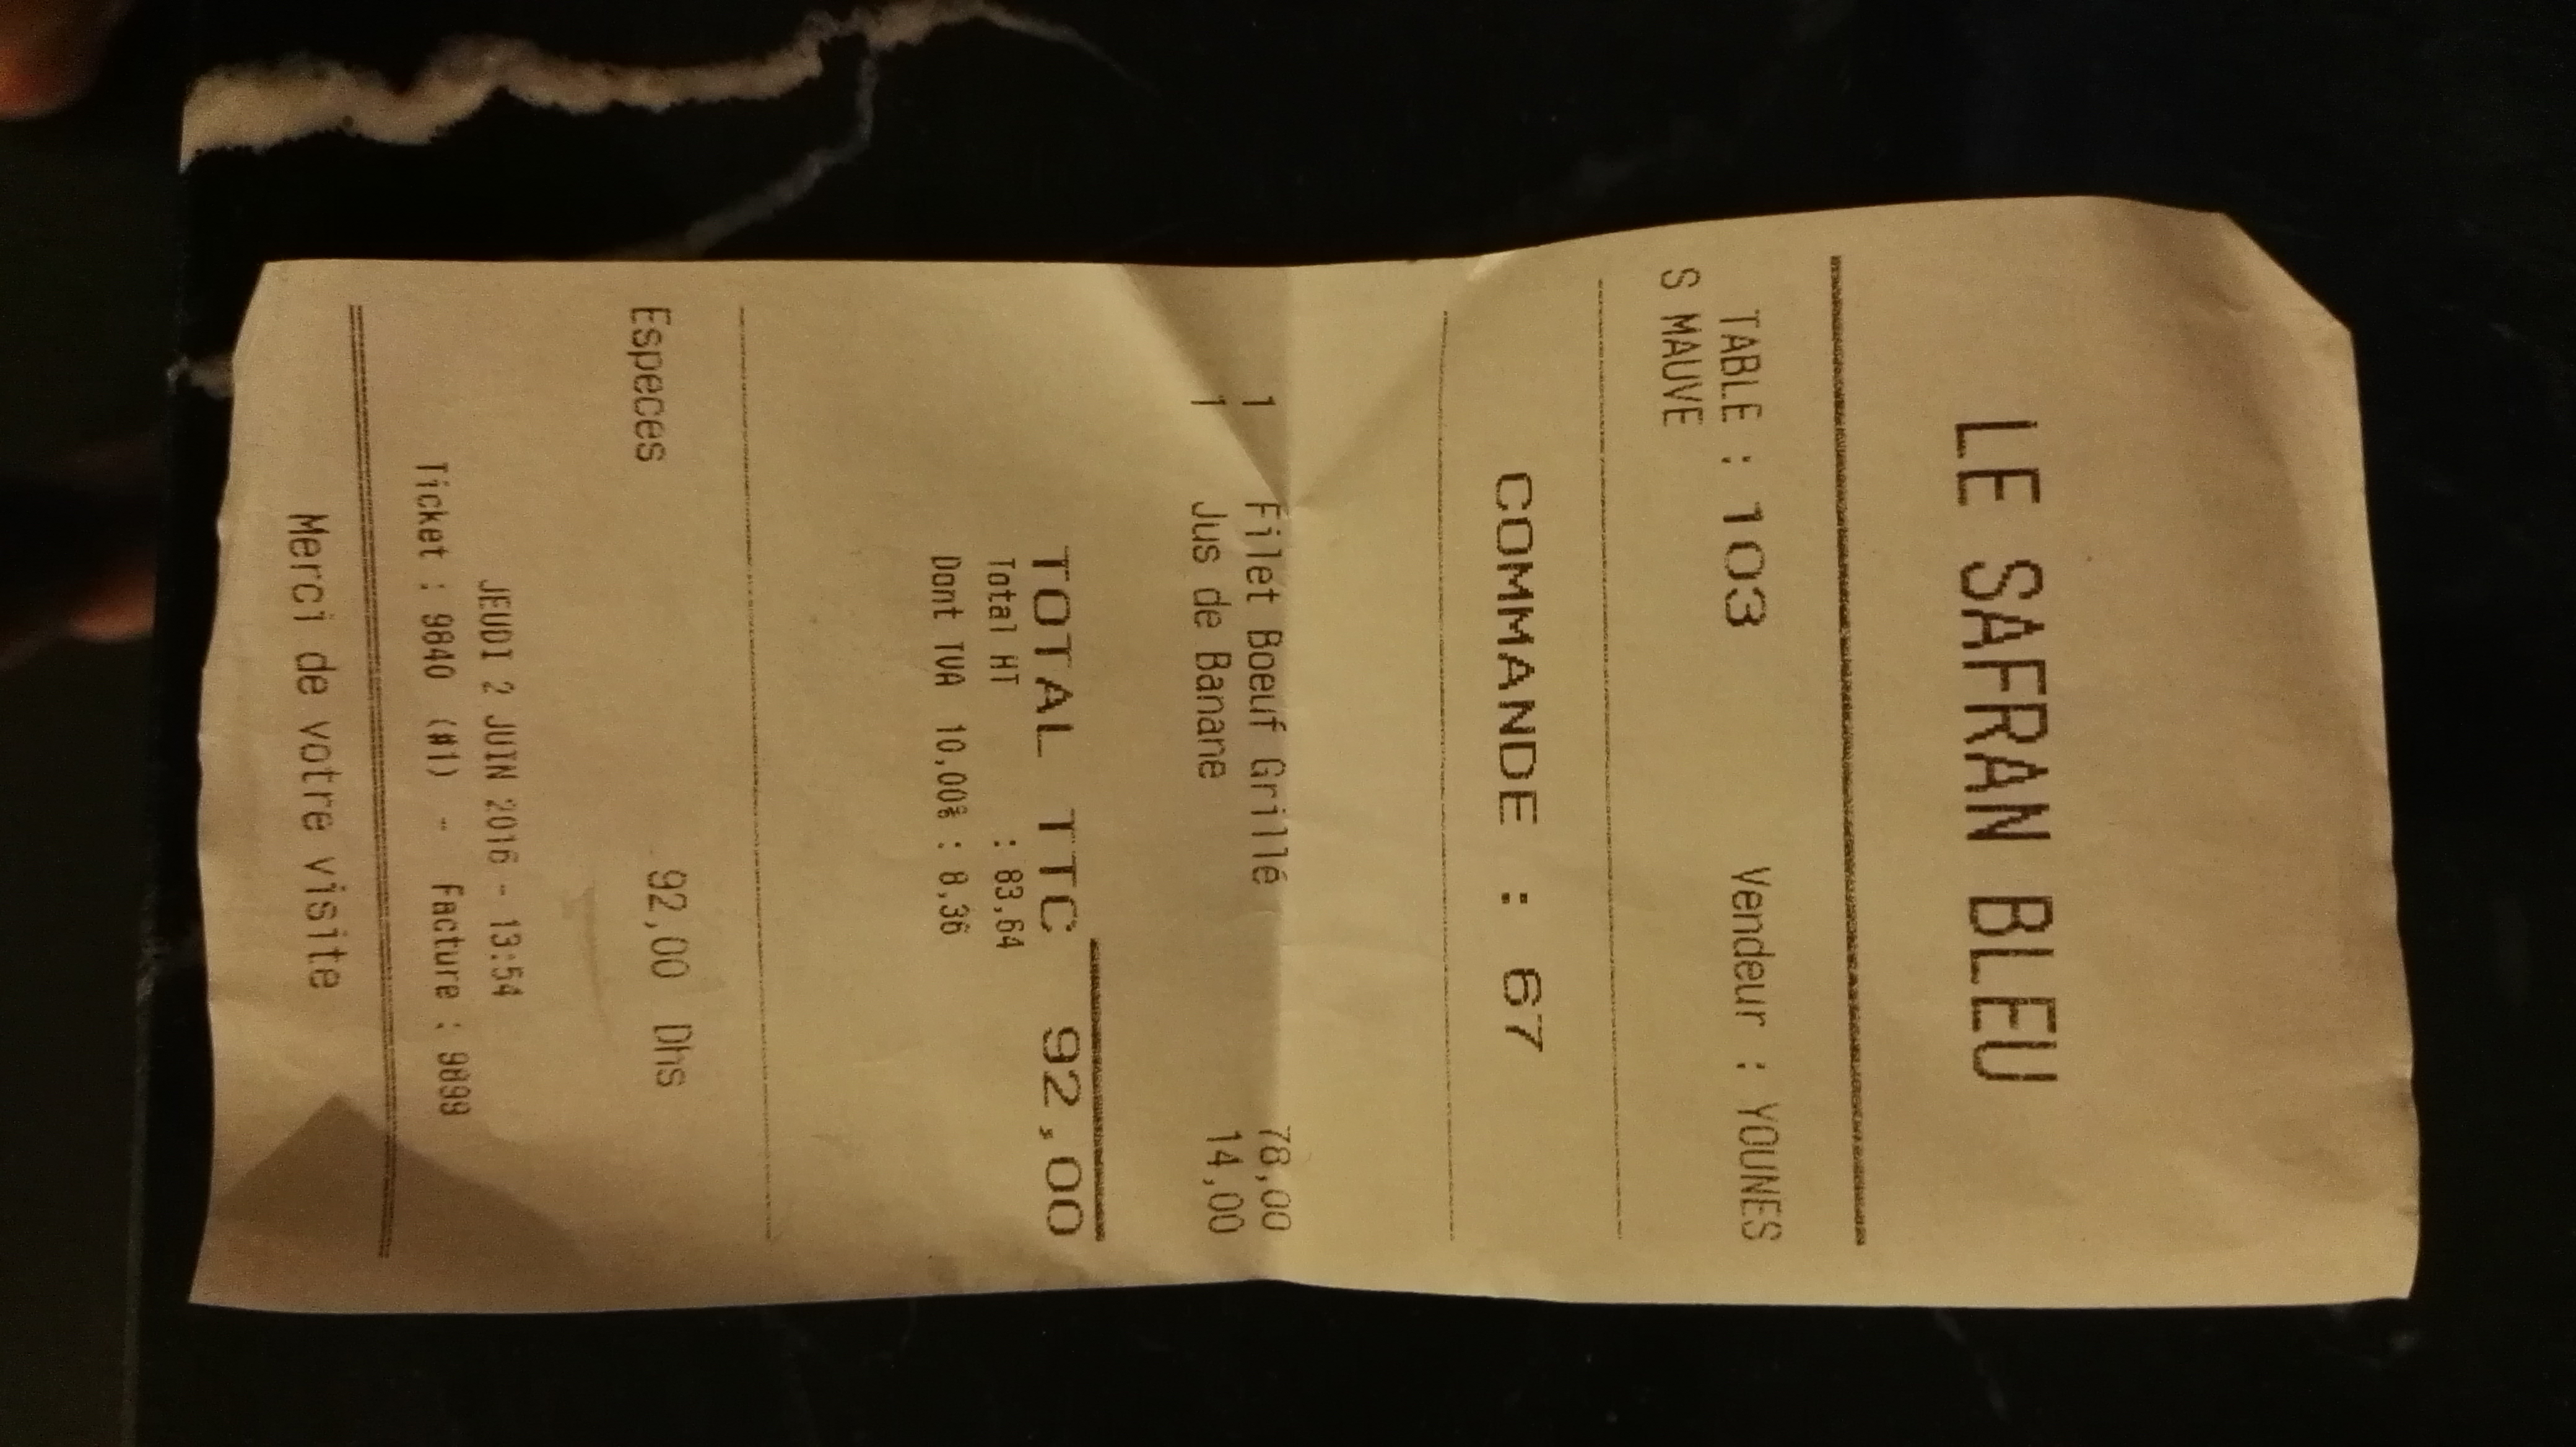 LE SAFRAN BLEU
TABLE : 103 Vendeur : YOUNES
S MAUVE
COMMANDE : 67
1 Filet Boeuf Grillé 78,00
1 Jus de Banane 14,00
TOTAL TTC 92,00
Total HT : 83,64
Dont TVA 10,00% : 8,36
Especes 92,00 Dhs
JEUDI 2 JUIN 2016 - 13:54
Ticket : 9840 (#1) - Facture :
Merci de votre visite